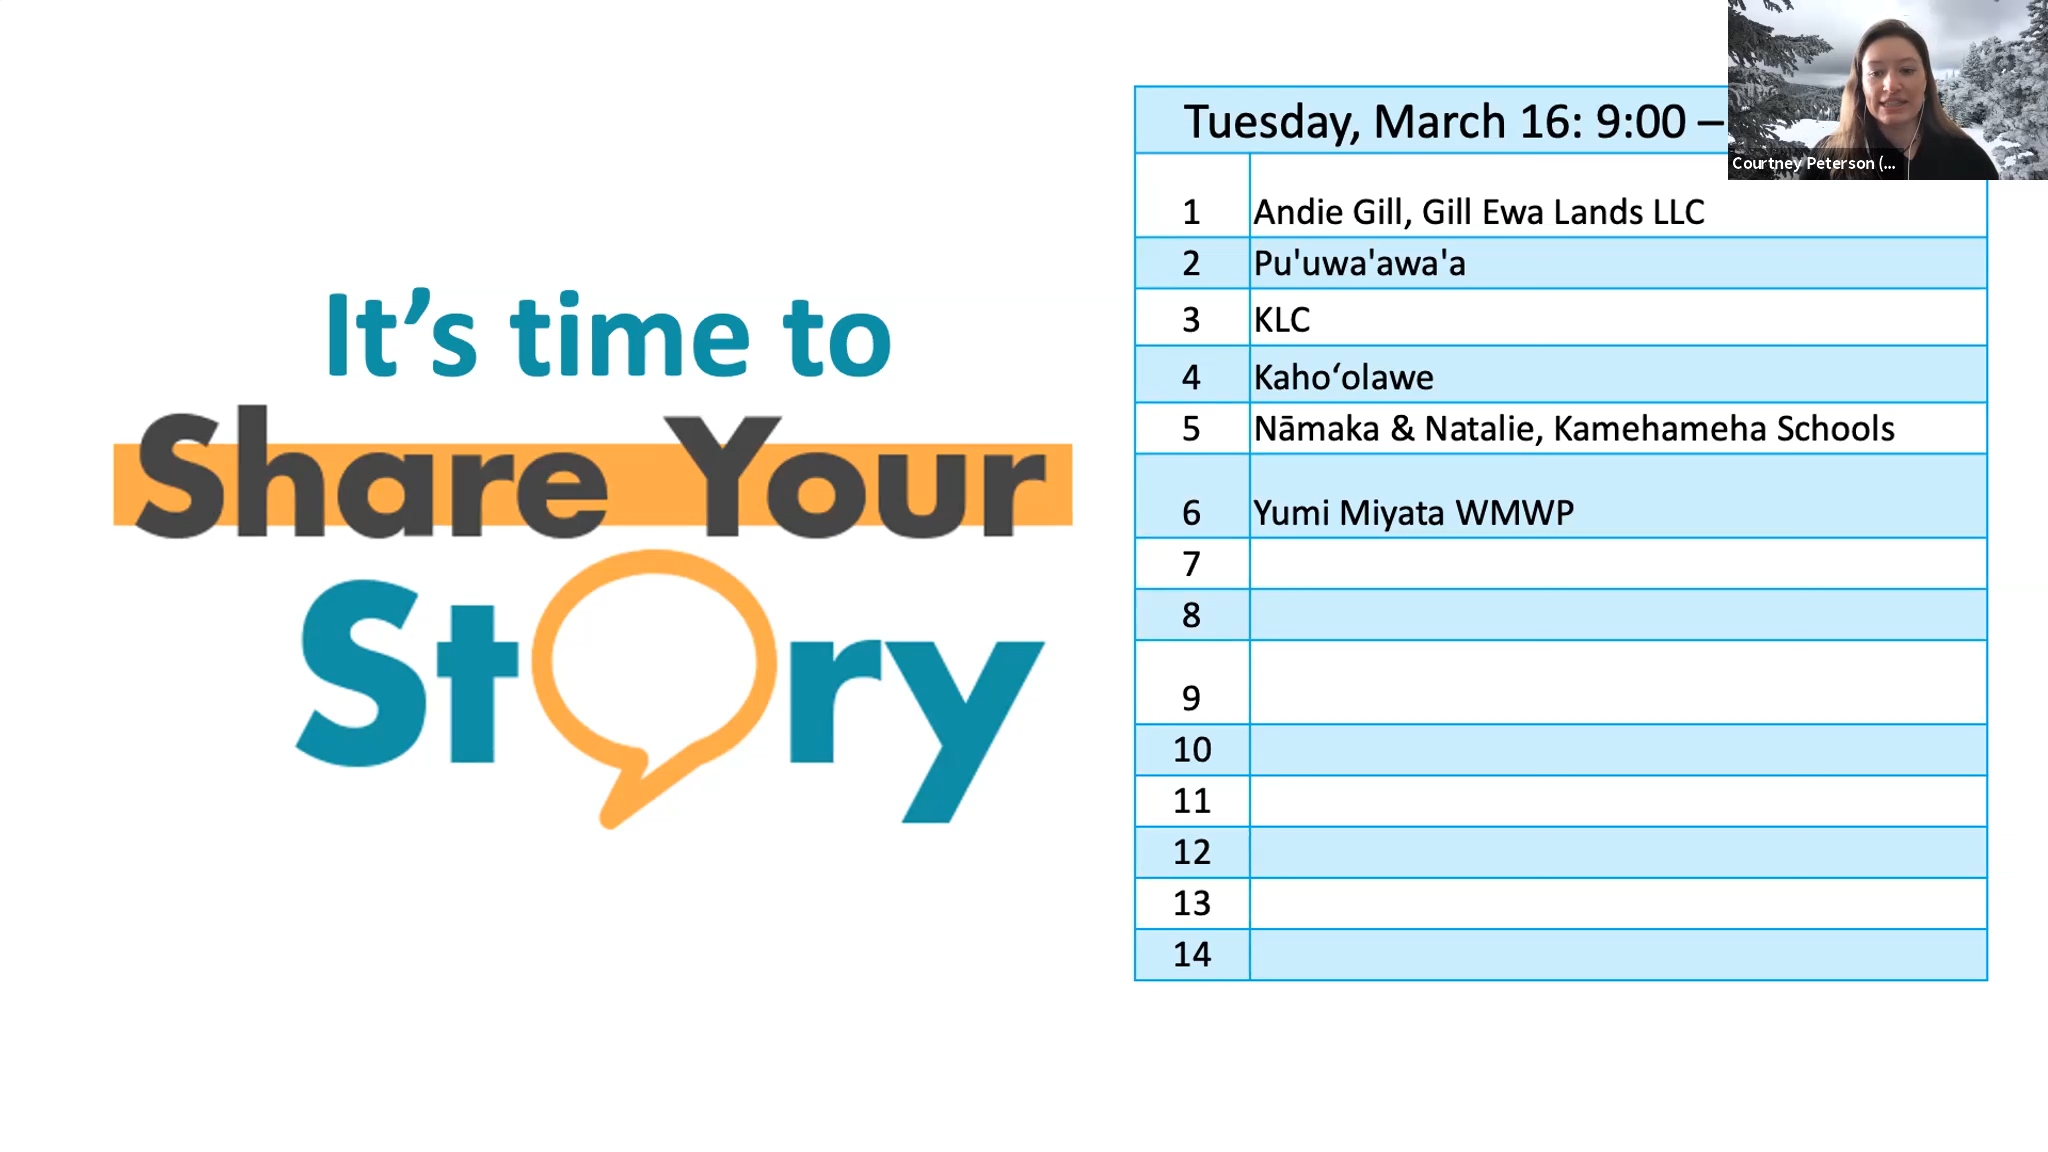 It’s time to
Share Your
Story
Tuesday, March 16: 9:00 –
1 Andie Gill, Gill Ewa Lands LLC
2 Pu'uwa'awa'a
3 KLC
4 Kahoʻolawe
5 Nāmaka & Natalie, Kamehameha Schools
6 Yumi Miyata WMWP
7
8
9
10
11
12
13
14
Courtney Peterson (...